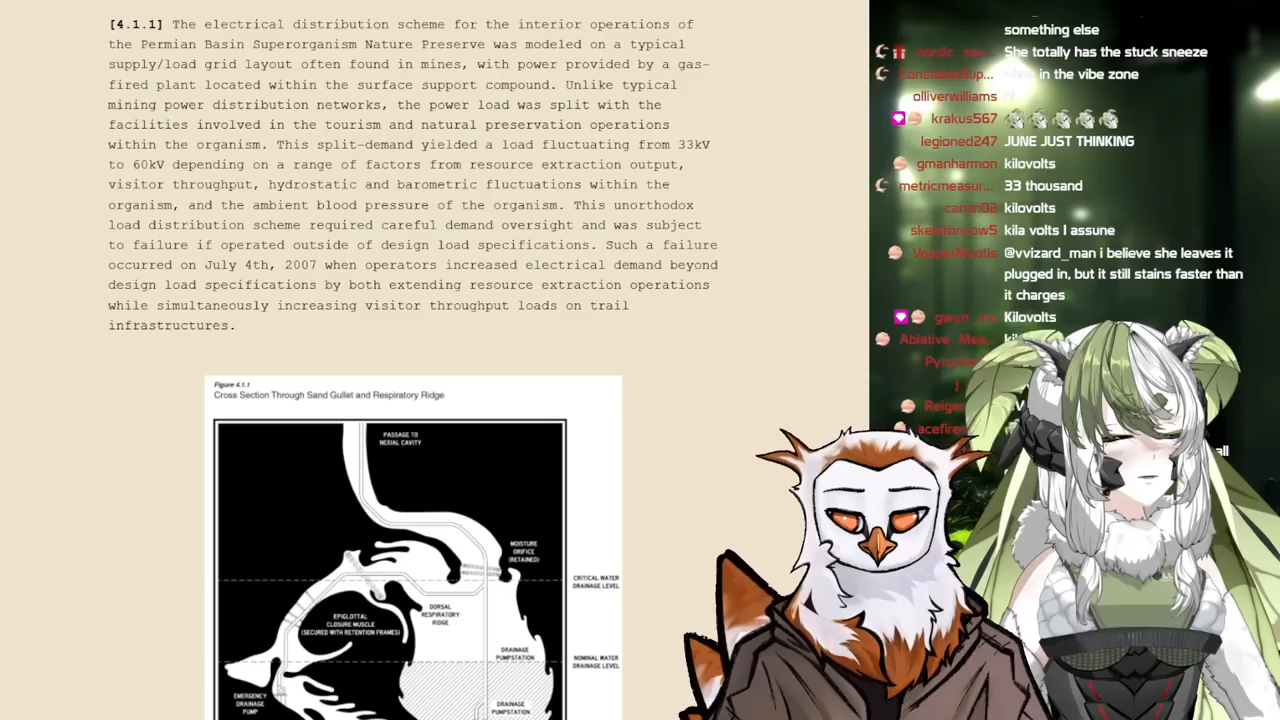 [4.1.1] The electrical distribution scheme for the interior operations of
the Permian Basin Superorganism Nature Preserve was modeled on a typical
supply/load grid layout often found in mines, with power provided by a gas-
fired plant located within the surface support compound. Unlike typical
mining power distribution networks, the power load was split with the
facilities involved in the tourism and natural preservation operations
within the organism. This split-demand yielded a load fluctuating from 33kV
to 60kV depending on a range of factors from resource extraction output,
visitor throughput, hydrostatic and barometric fluctuations within the
organism, and the ambient blood pressure of the organism. This unorthodox
load distribution scheme required careful demand oversight and was subject
to failure if operated outside of design load specifications. Such a failure
occurred on July 4th, 2007 when operators increased electrical demand beyond
design load specifications by both extending resource extraction operations
while simultaneously increasing visitor throughput loads on trail
infrastructures.
Figure 4.1.1
Cross Section Through Sand Gullet and Respiratory Ridge
PASSAGE TO
NEXIAL CAVITY
MOISTURE
ORIFICE
(RETAINED)
CRITICAL WATER
DRAINAGE LEVEL
DORSAL
RESPIRATORY
RIDGE
EPIGLOTTAL
CLOSURE MUSCLE
(SECURED WITH RETENTION FRAMES)
DRAINAGE
PUMPSTATION
NOMINAL WATER
DRAINAGE LEVEL
EMERGENCY
DRAINAGE
PUMP
DRAINAGE
PUMPSTATION
something else
She totally has the stuck sneeze
in the vibe zone
olliverwilliams
krakus567
legioned247 JUNE JUST THINKING
gmanharmon kilovolts
metricmeasur... 33 thousand
kilovolts
kila volts I assume
@vvizard_man i believe she leaves it
plugged in, but it still stains faster than
it charges
Kilovolts